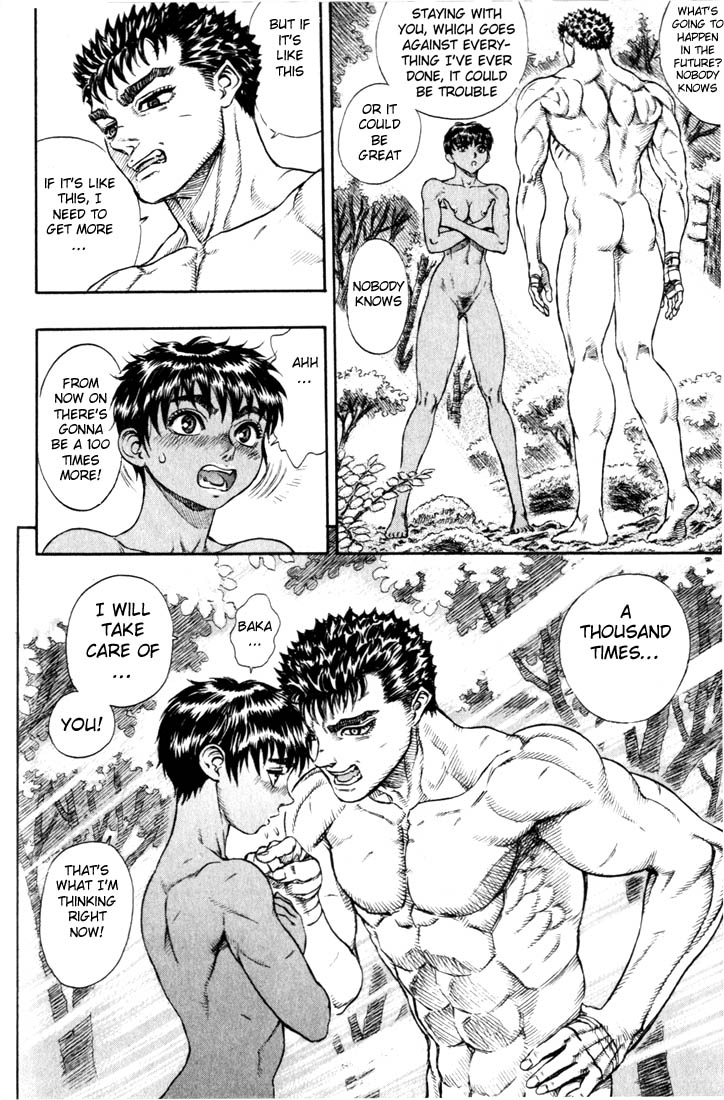 WHAT'S
GOING TO
HAPPEN
IN THE
FUTURE?
NOBODY
KNOWS
STAYING WITH
YOU, WHICH GOES
AGAINST EVERY-
THING I'VE EVER
DONE, IT COULD
BE TROUBLE
OR IT
COULD
BE
GREAT
NOBODY
KNOWS
BUT IF
IT'S
LIKE
THIS
IF IT'S LIKE
THIS, I
NEED TO
GET MORE
...
AHH
...
FROM
NOW ON
THERE'S
GONNA
BE A 100
TIMES
MORE!
A
THOUSAND
TIMES...
BAKA
...
I WILL
TAKE
CARE OF
...
YOU!
THAT'S
WHAT I'M
THINKING
RIGHT
NOW!